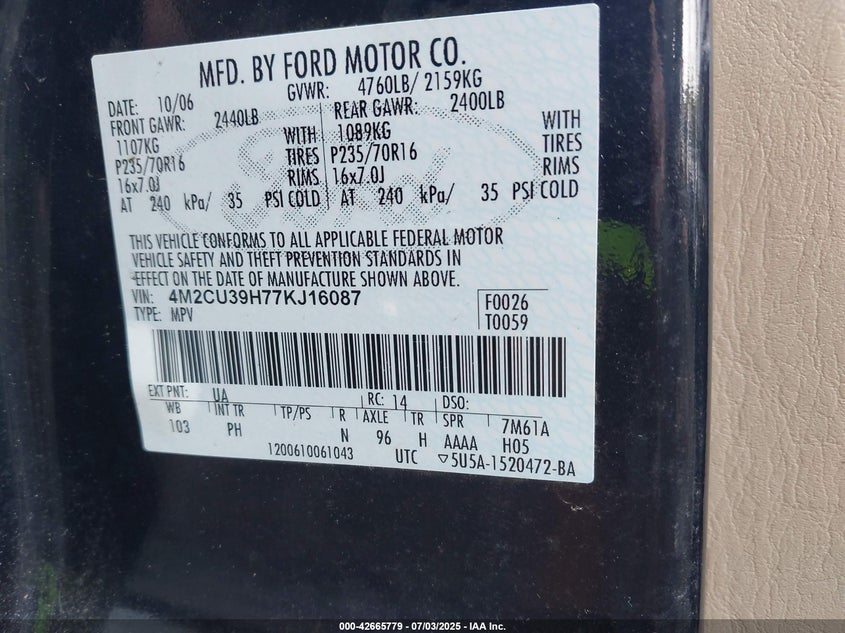 MFD. BY FORD MOTOR CO.
DATE: 10/06 GVWR: 4760LB/ 2159KG
FRONT GAWR: 2440LB REAR GAWR: 2400LB
1107KG WITH 1089KG WITH
P235/70R16 TIRES P235/70R16 TIRES
16x7.0J RIMS 16x7.0J RIMS
AT 240 kPa/ 35 PSI COLD AT 240 kPa/ 35 PSI COLD
Ford
THIS VEHICLE CONFORMS TO ALL APPLICABLE FEDERAL MOTOR
VEHICLE SAFETY AND THEFT PREVENTION STANDARDS IN
EFFECT ON THE DATE OF MANUFACTURE SHOWN ABOVE.
VIN: 4M2CU39H77KJ16087 F0026
TYPE: MPV T0059
EXT PNT: UA RC: 14 DSO:
WB INT TR TP/PS R AXLE TR SPR 7M61A
103 PH N 96 H AAAA H05
1200610061043 UTC ▽5U5A-1520472-BA
000-42665779 - 07/03/2025 - IAA Inc.